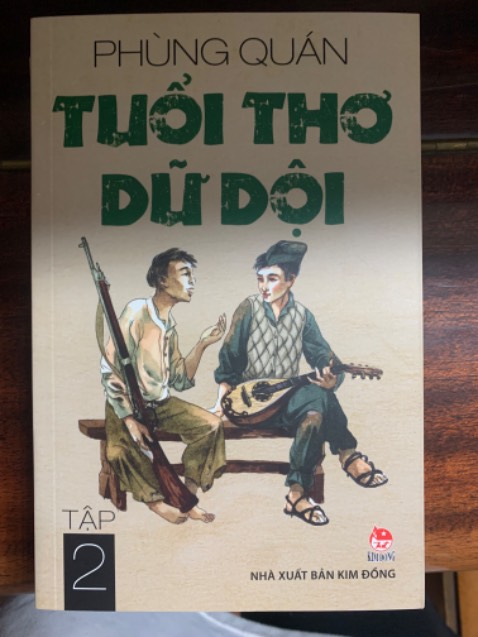 PHÙNG QUÁN
TUỔI THƠ
DỮ DỘI
TẬP
2
KIM ĐỒNG
NHÀ XUẤT BẢN KIM ĐỒNG